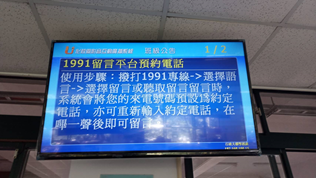 班級公告
1/2
1991留言平台預約電話
使用步驟：撥打1991專線->選擇語
言->選擇留言或聽取留言留言時，
系統會將您的來電號碼預設為約定
電話，亦可重新輸入約定電話，在
嗶一聲後即可留言